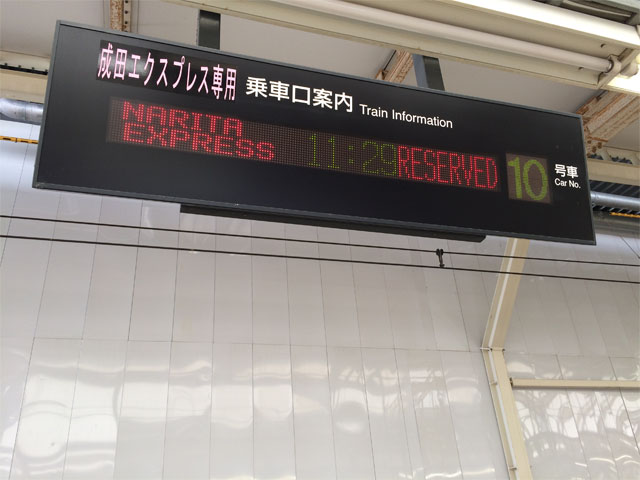 成田エクスプレス専用 乗車口案内 Train Information
NARITA
EXPRESS 11:29 RESERVED 10 号車
Car No.